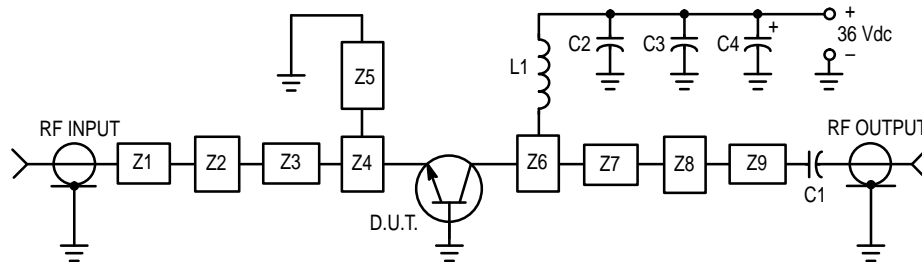 +
36 Vdc
–
C2
C3
C4
+
L1
Z5
RF INPUT
RF OUTPUT
Z1
Z2
Z3
Z4
Z6
Z7
Z8
Z9
C1
D.U.T.